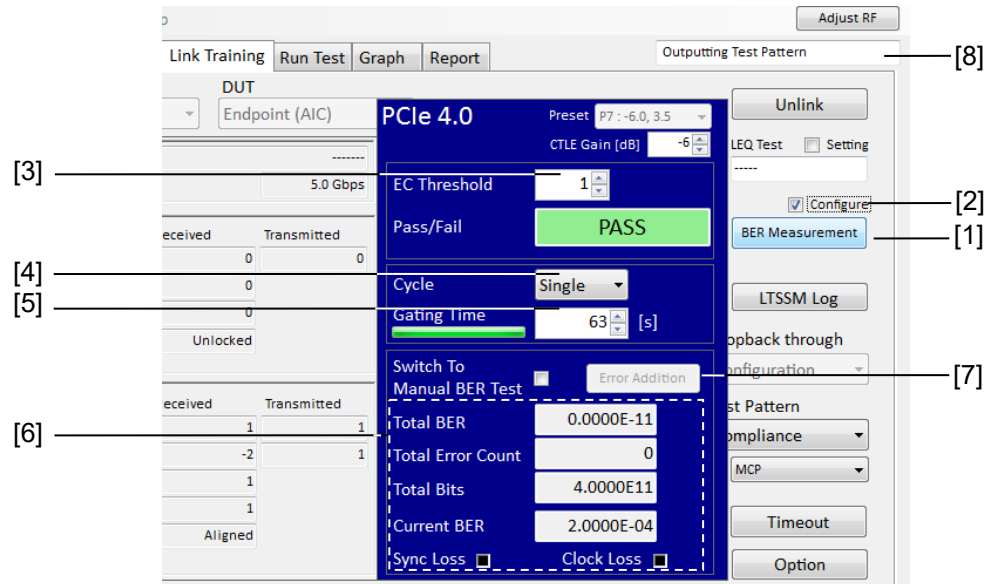 Adjust RF
Link Training Run Test Graph Report
Outputting Test Pattern
[8]
DUT
Endpoint (AIC)
PCIe 4.0
Preset P7 : -6.0, 3.5
CTLE Gain [dB] -6
Unlink
LEQ Test Setting
-----
-------
5.0 Gbps
[3]
EC Threshold 1
Configure
[2]
Pass/Fail PASS
BER Measurement
[1]
eceived Transmitted
0 0
0
0
Unlocked
[4]
Cycle Single
[5]
Gating Time 63 [s]
LTSSM Log
opback through
onfiguration
Switch To
Manual BER Test
Error Addition
[7]
eceived Transmitted
1 1
-2 1
1
1
Aligned
[6]
Total BER 0.0000E-11
Total Error Count 0
Total Bits 4.0000E11
Current BER 2.0000E-04
Sync Loss Clock Loss
st Pattern
ompliance
MCP
Timeout
Option